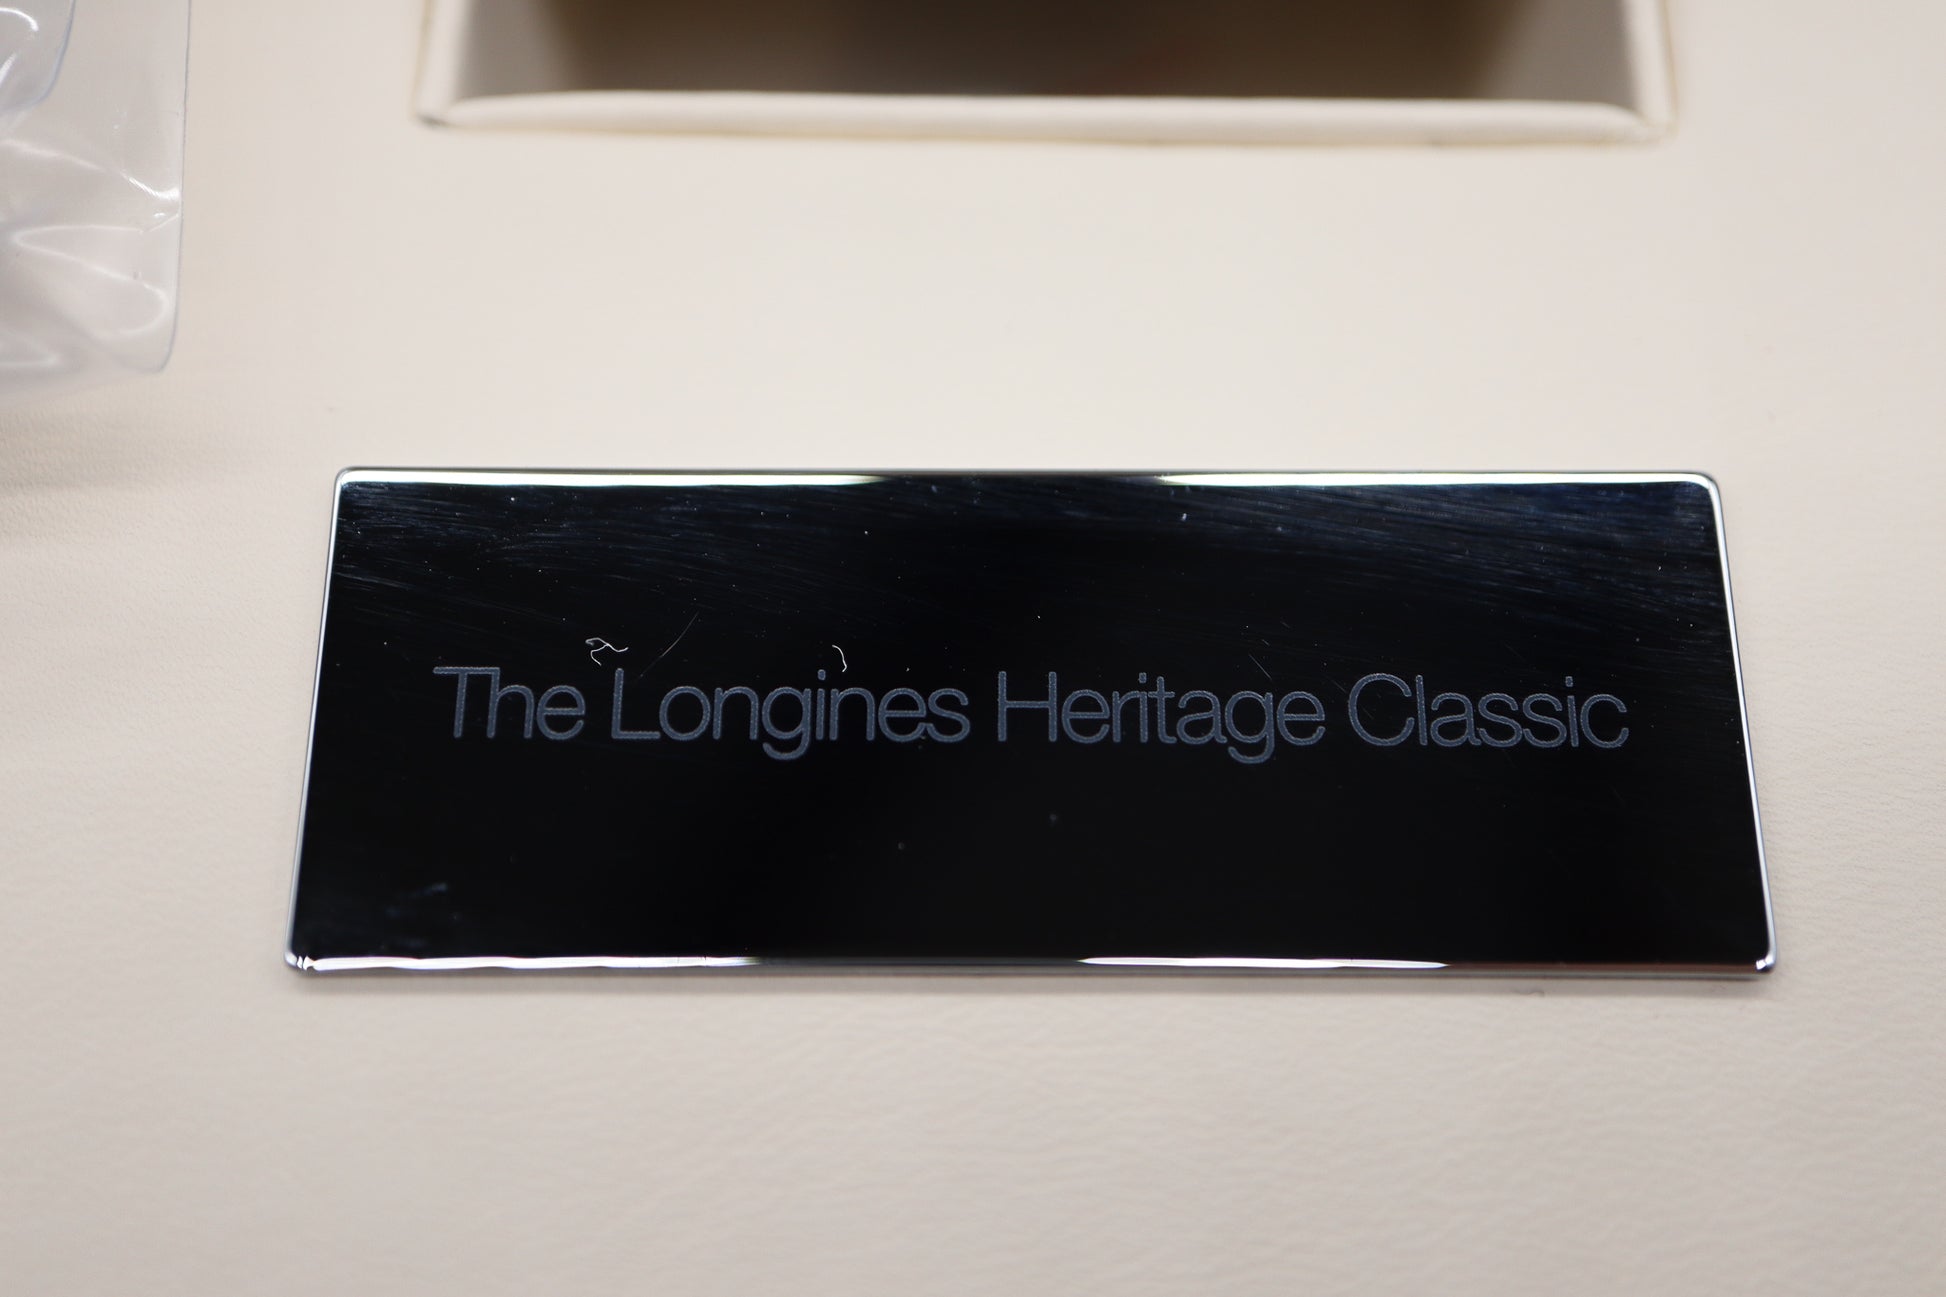 The Longines Heritage Classic